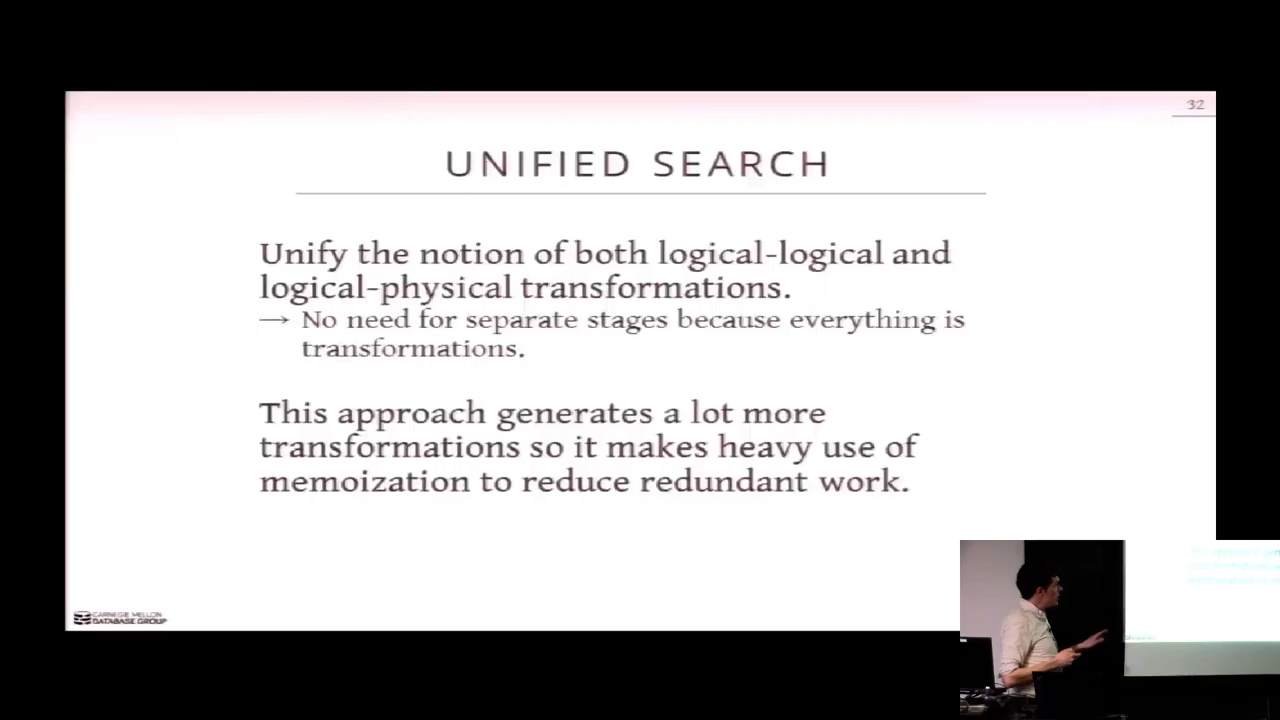 32
UNIFIED SEARCH
Unify the notion of both logical-logical and
logical-physical transformations.
→ No need for separate stages because everything is
transformations.
This approach generates a lot more
transformations so it makes heavy use of
memoization to reduce redundant work.
CARNEGIE MELLON
DATABASE GROUP